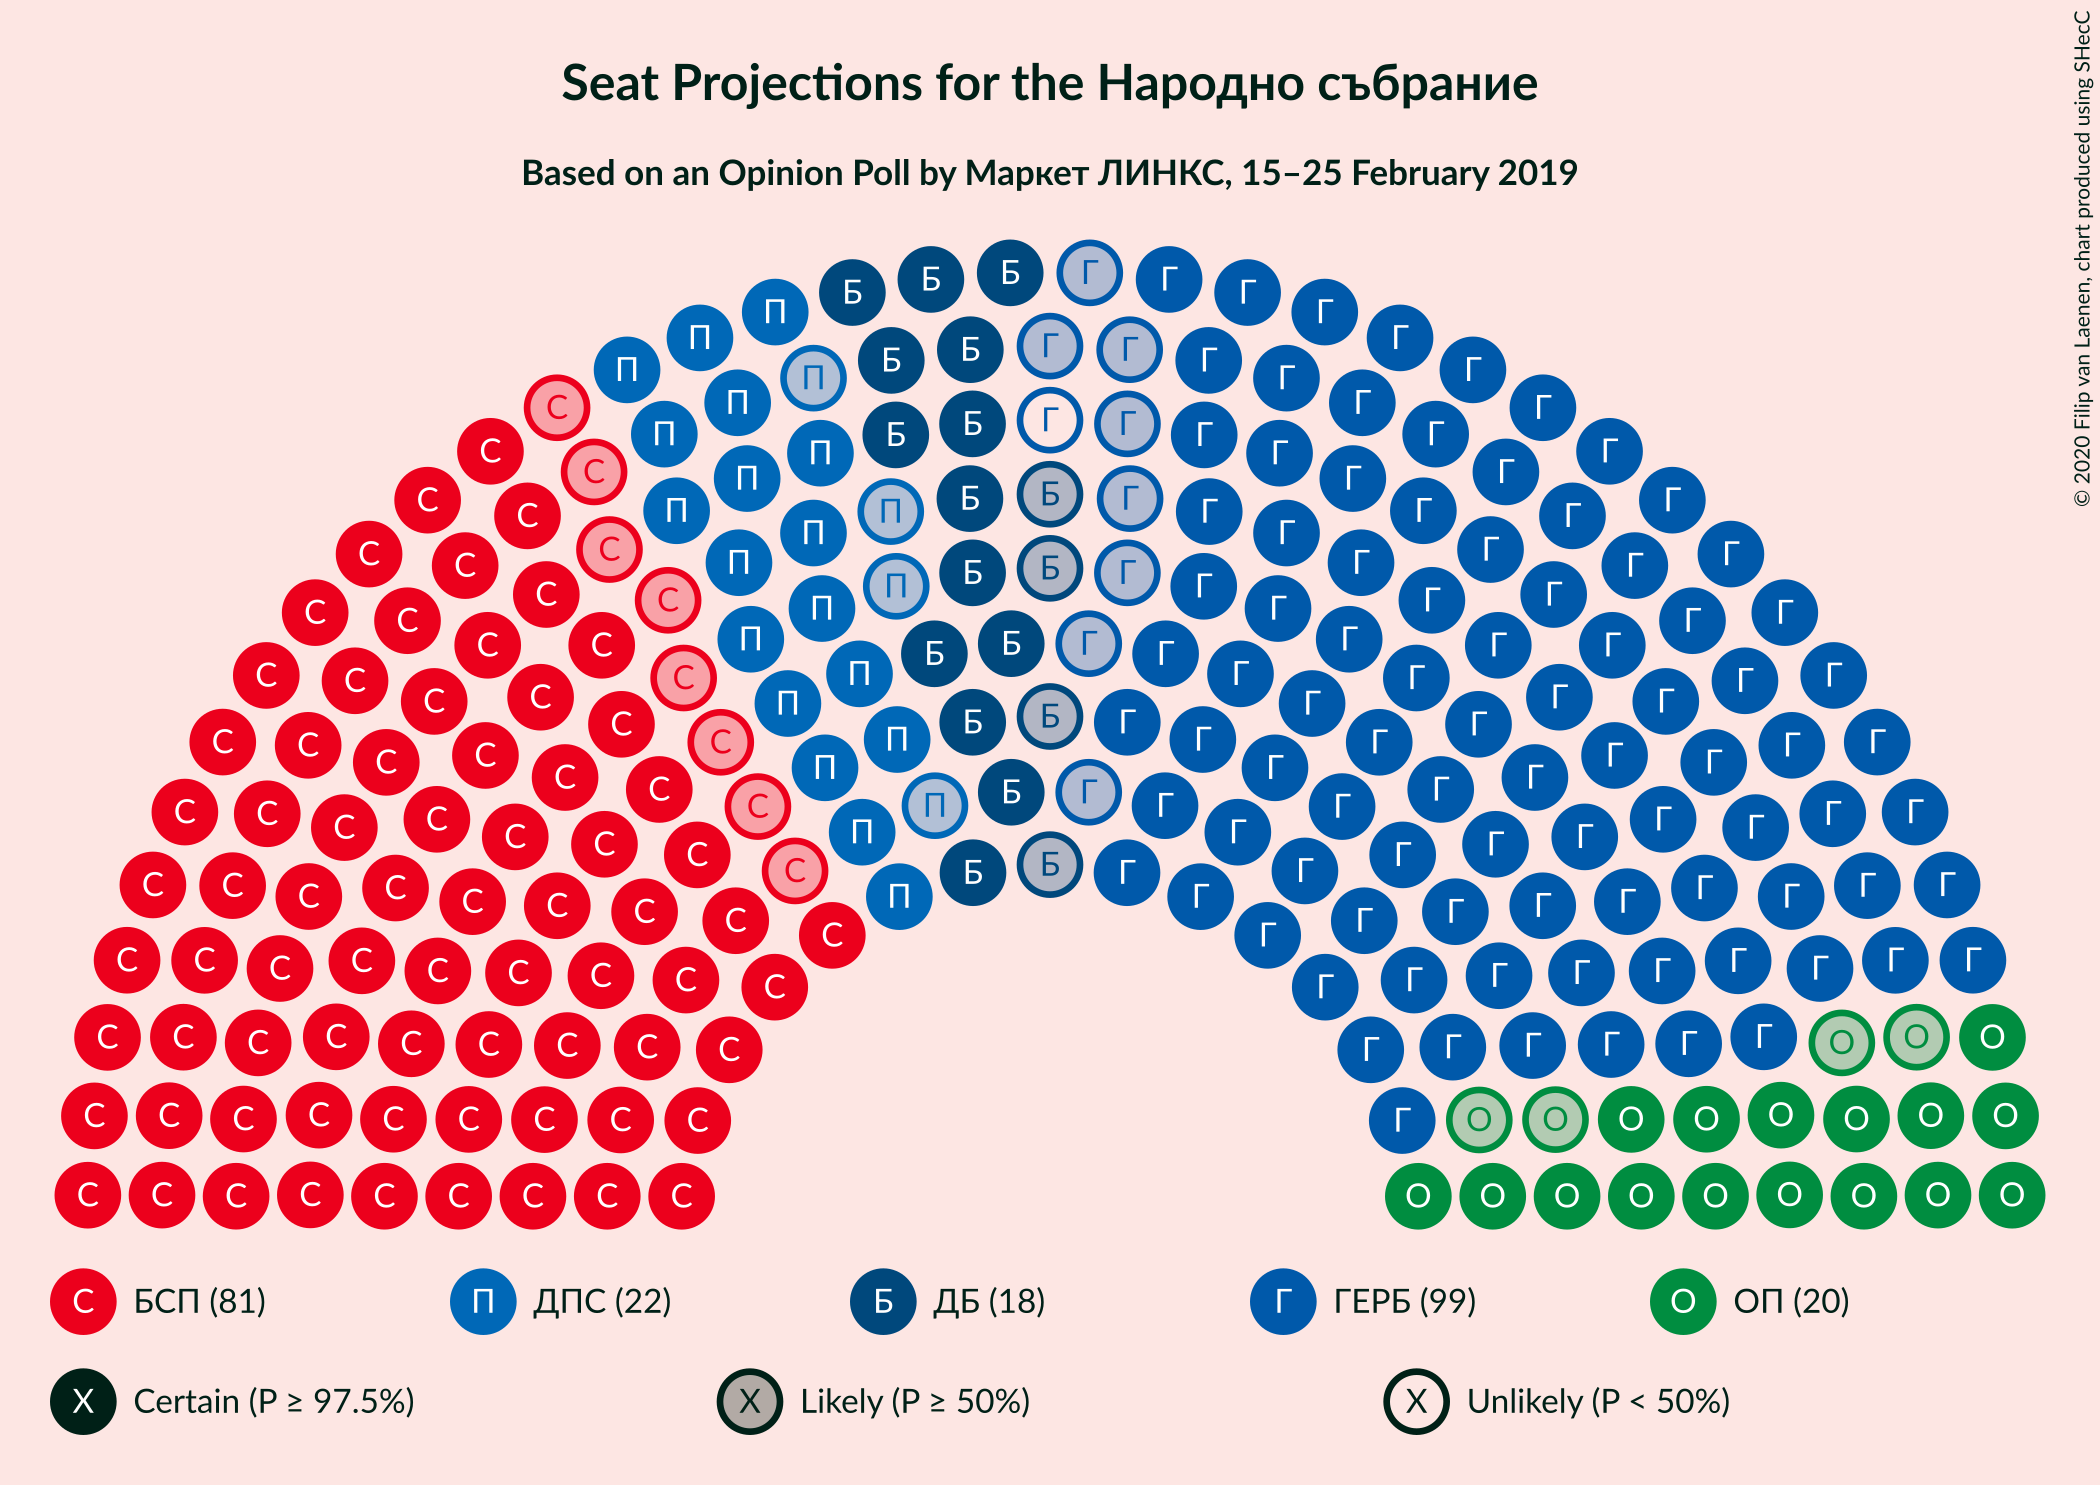 Seat Projections for the Народно събрание
Based on an Opinion Poll by Маркет ЛИНКС, 15–25 February 2019
© 2020 Filip van Laenen, chart produced using SHecC
С БСП (81)
П ДПС (22)
Б ДБ (18)
Г ГЕРБ (99)
О ОП (20)
X Certain (P ≥ 97.5%)
X Likely (P ≥ 50%)
X Unlikely (P < 50%)